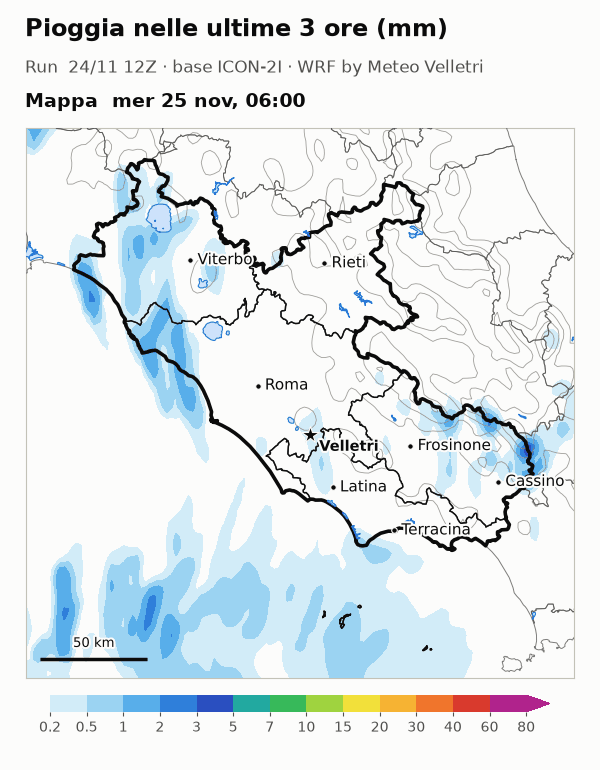 Pioggia nelle ultime 3 ore (mm)
Run  24/11 12Z · base ICON-2I · WRF by Meteo Velletri
Mappa  mer 25 nov, 06:00
Viterbo
Rieti
Roma
Velletri
Frosinone
Latina
Cassino
Terracina
50 km
0.2 0.5 1 2 3 5 7 10 15 20 30 40 60 80